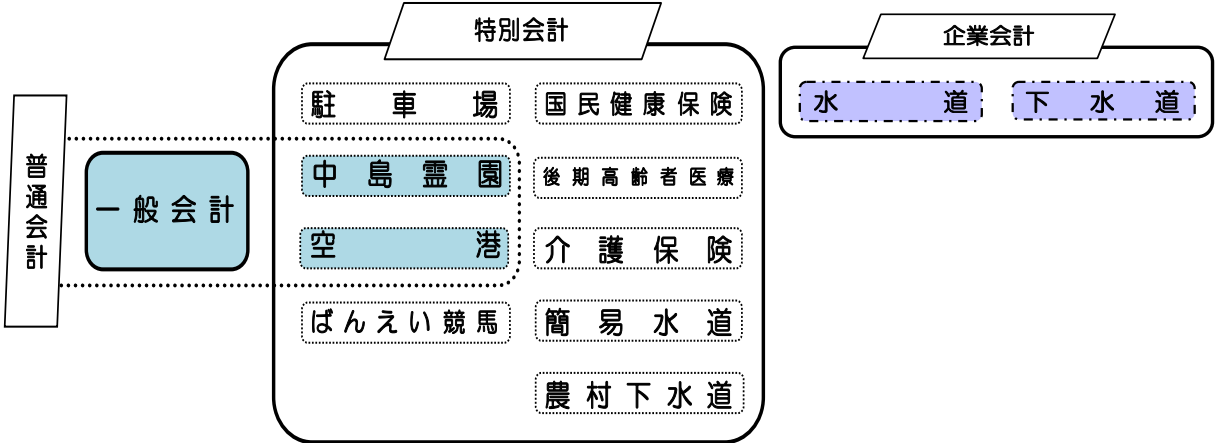 普通会計
一般会計
特別会計
駐車場
中島霊園
空港
ばんえい競馬
国民健康保険
後期高齢者医療
介護保険
簡易水道
農村下水道
企業会計
水道
下水道